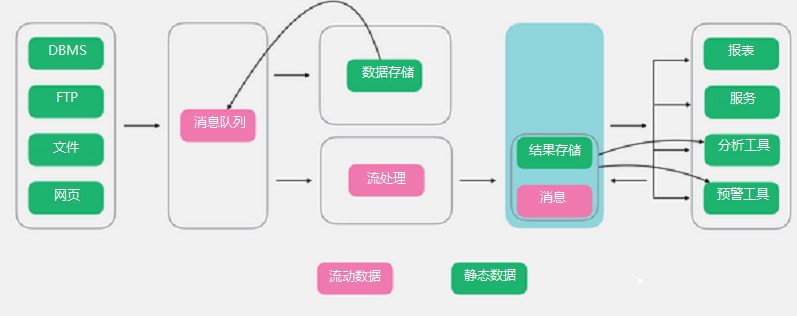 DBMS
FTP
文件
网页
消息队列
数据存储
流处理
结果存储
消息
报表
服务
分析工具
预警工具
流动数据
静态数据